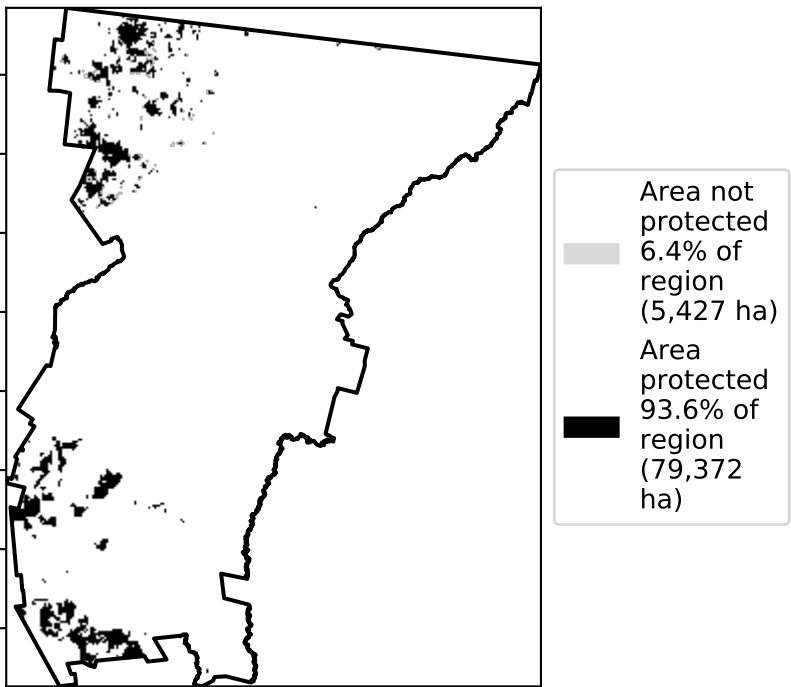 Area not
protected
6.4% of
region
(5,427 ha)
Area
protected
93.6% of
region
(79,372
ha)